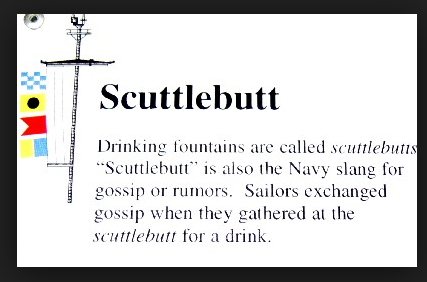 Scuttlebutt
Drinking fountains are called scuttlebutts
"Scuttlebutt" is also the Navy slang for
gossip or rumors. Sailors exchanged
gossip when they gathered at the
scuttlebutt for a drink.